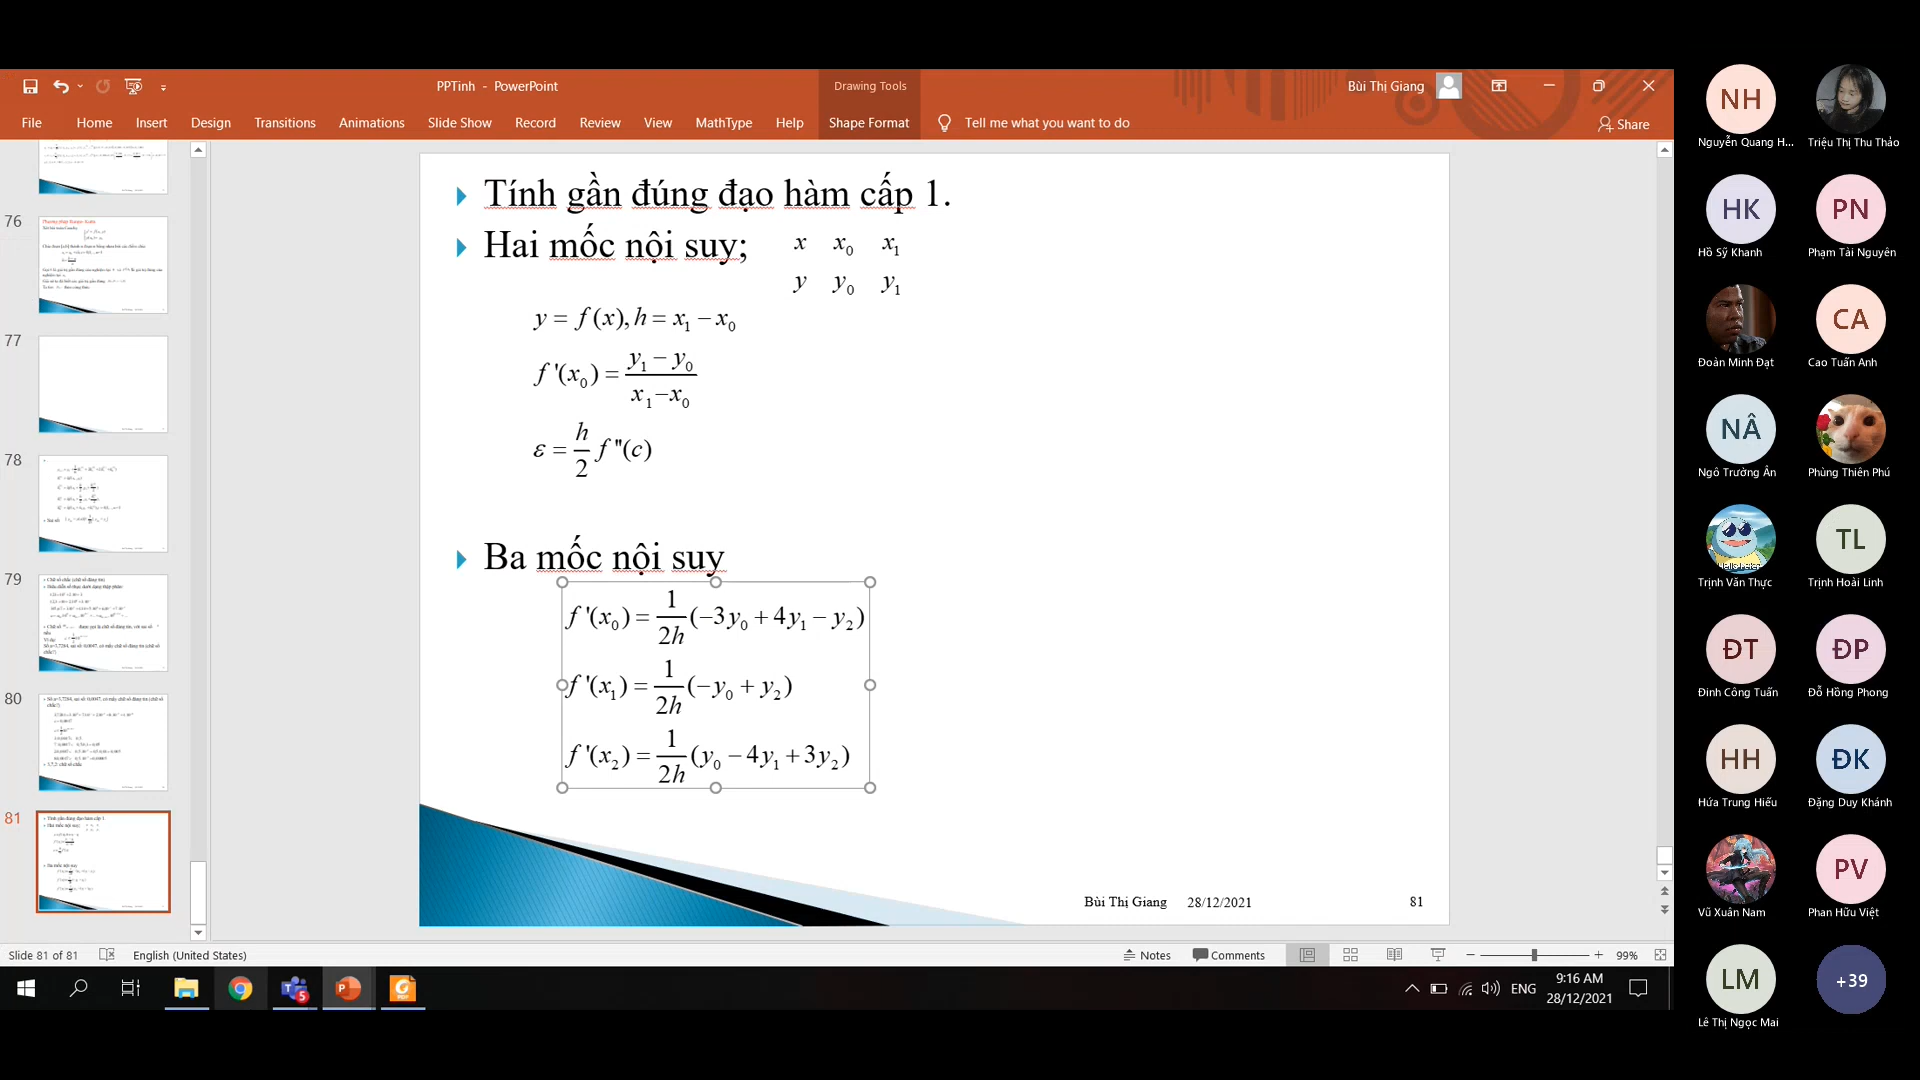 PPTinh - PowerPoint
Drawing Tools
Bùi Thị Giang
File Home Insert Design Transitions Animations Slide Show Record Review View MathType Help Shape Format Tell me what you want to do Share
76
77
78
79
80
81
Tính gần đúng đạo hàm cấp 1.
Hai mốc nội suy;
x x₀ x₁
y y₀ y₁
y = f(x), h = x₁ − x₀
f'(x₀) = (y₁ − y₀)/(x₁−x₀)
ε = h/2 f''(c)
Ba mốc nội suy
f'(x₀) = 1/2h (−3y₀ + 4y₁ − y₂)
f'(x₁) = 1/2h (−y₀ + y₂)
f'(x₂) = 1/2h (y₀ − 4y₁ + 3y₂)
Bùi Thị Giang 28/12/2021 81
Slide 81 of 81 English (United States) Notes Comments 99%
ENG 9:16 AM
28/12/2021
NH
Nguyễn Quang H... Triệu Thị Thu Thảo
HK PN
Hồ Sỹ Khanh Phạm Tài Nguyên
CA
Đoàn Minh Đạt Cao Tuấn Anh
NÂ
Ngô Trường Ân Phùng Thiên Phú
TL
Trịnh Văn Thực Trịnh Hoài Linh
ĐT ĐP
Đinh Công Tuấn Đỗ Hồng Phong
HH ĐK
Hứa Trung Hiếu Đặng Duy Khánh
PV
Vũ Xuân Nam Phan Hữu Việt
LM +39
Lê Thị Ngọc Mai